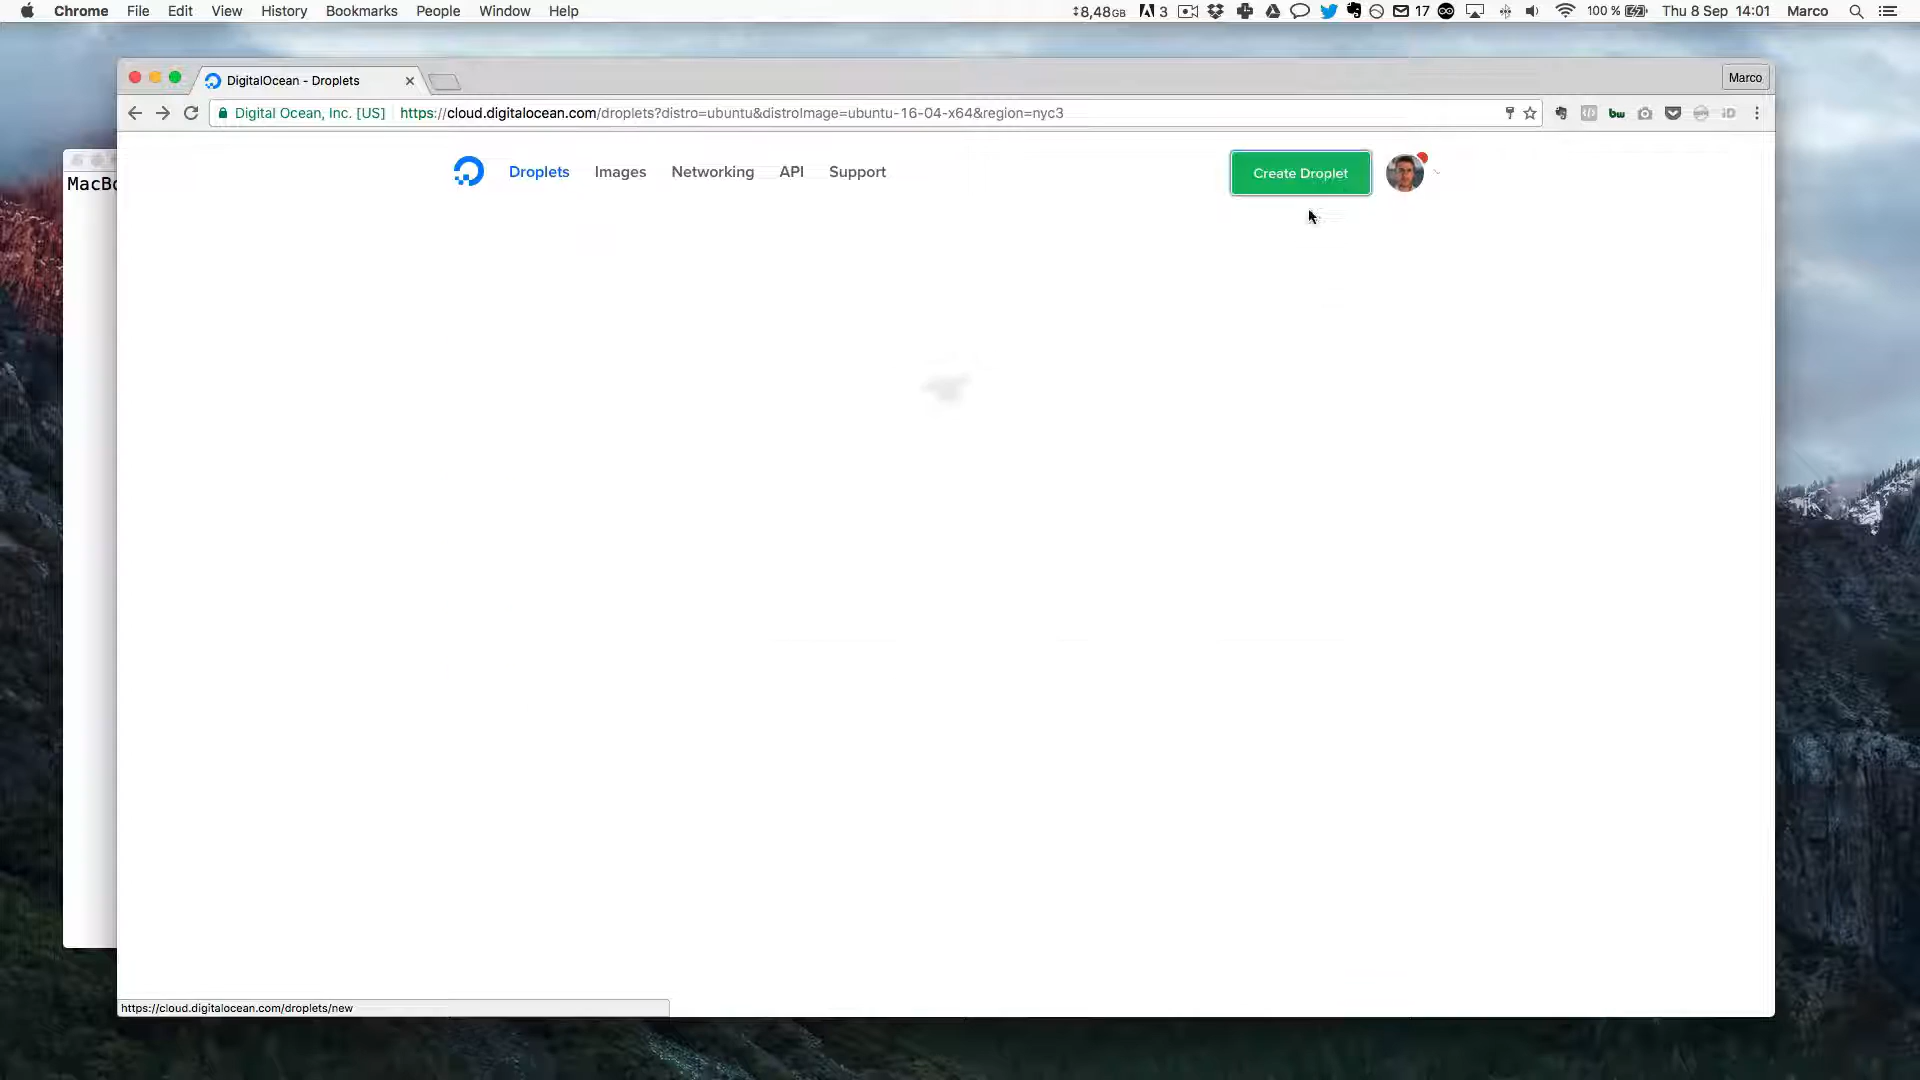 Chrome File Edit View History Bookmarks People Window Help
8,48GB 3 17 100 % Thu 8 Sep 14:01 Marco
DigitalOcean - Droplets
Marco
Digital Ocean, Inc. [US] https://cloud.digitalocean.com/droplets?distro=ubuntu&distroImage=ubuntu-16-04-x64&region=nyc3
bw
MacBo
Droplets Images Networking API Support
Create Droplet
https://cloud.digitalocean.com/droplets/new